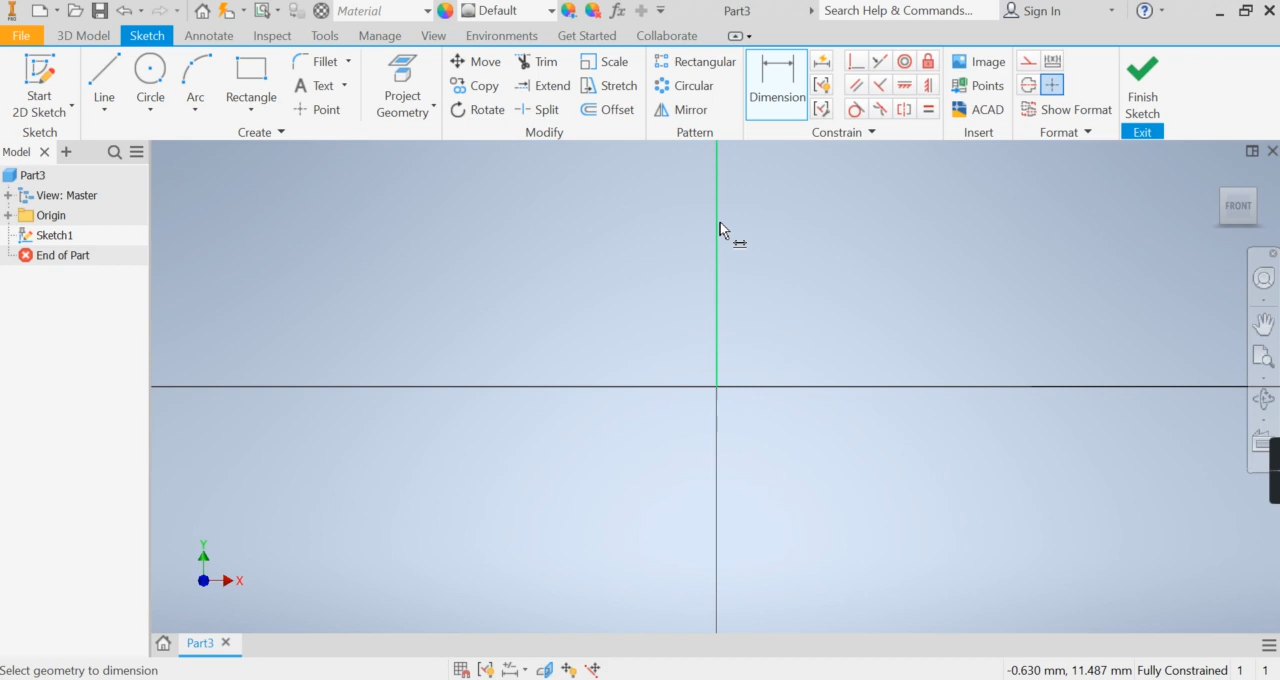 PRO
Material
Default
fx
Part3
Search Help & Commands...
Sign In
File
3D Model
Sketch
Annotate
Inspect
Tools
Manage
View
Environments
Get Started
Collaborate
Start
2D Sketch
Sketch
Line
Circle
Arc
Rectangle
Fillet
Text
Point
Create
Project
Geometry
Move
Trim
Scale
Copy
Extend
Stretch
Rotate
Split
Offset
Modify
Rectangular
Circular
Mirror
Pattern
Dimension
Constrain
Image
Points
ACAD
Insert
Show Format
Format
Finish
Sketch
Exit
Model
Part3
View: Master
Origin
Sketch1
End of Part
FRONT
Y
X
Part3
Select geometry to dimension
-0.630 mm, 11.487 mm Fully Constrained 1 1